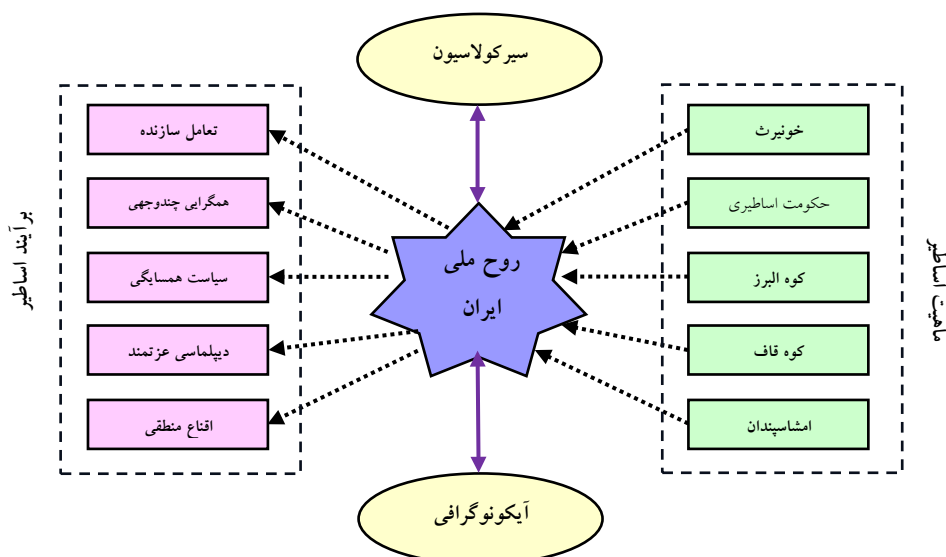 سیرکولاسیون
ماهیت اساطیر
خونیرث
حکومت اساطیری
کوه البرز
کوه قاف
امشاسپندان
روح ملی
ایران
تعامل سازنده
همگرایی چندوجهی
سیاست همسایگی
دیپلماسی عزتمند
اقناع منطقی
برآیند اساطیر
آیکونوگرافی